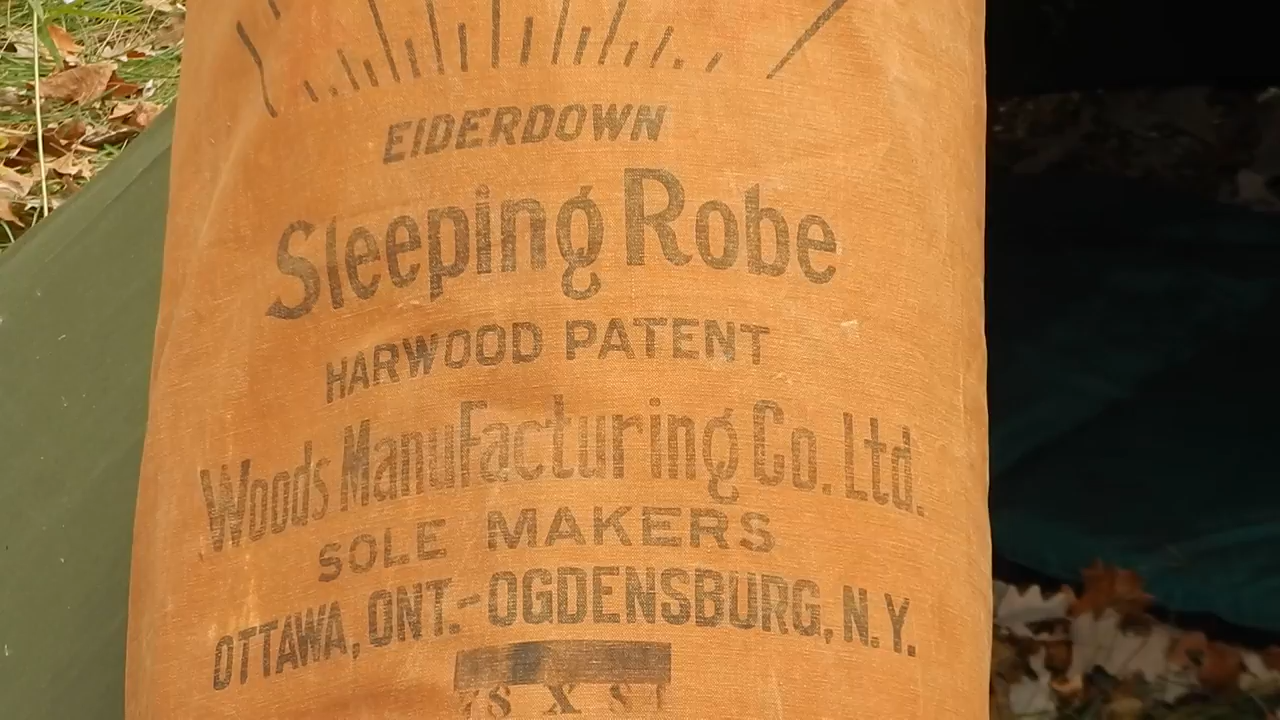 EIDERDOWN
Sleeping Robe
HARWOOD PATENT
Woods Manufacturing Co. Ltd.
SOLE MAKERS
OTTAWA, ONT.-OGDENSBURG, N.Y.